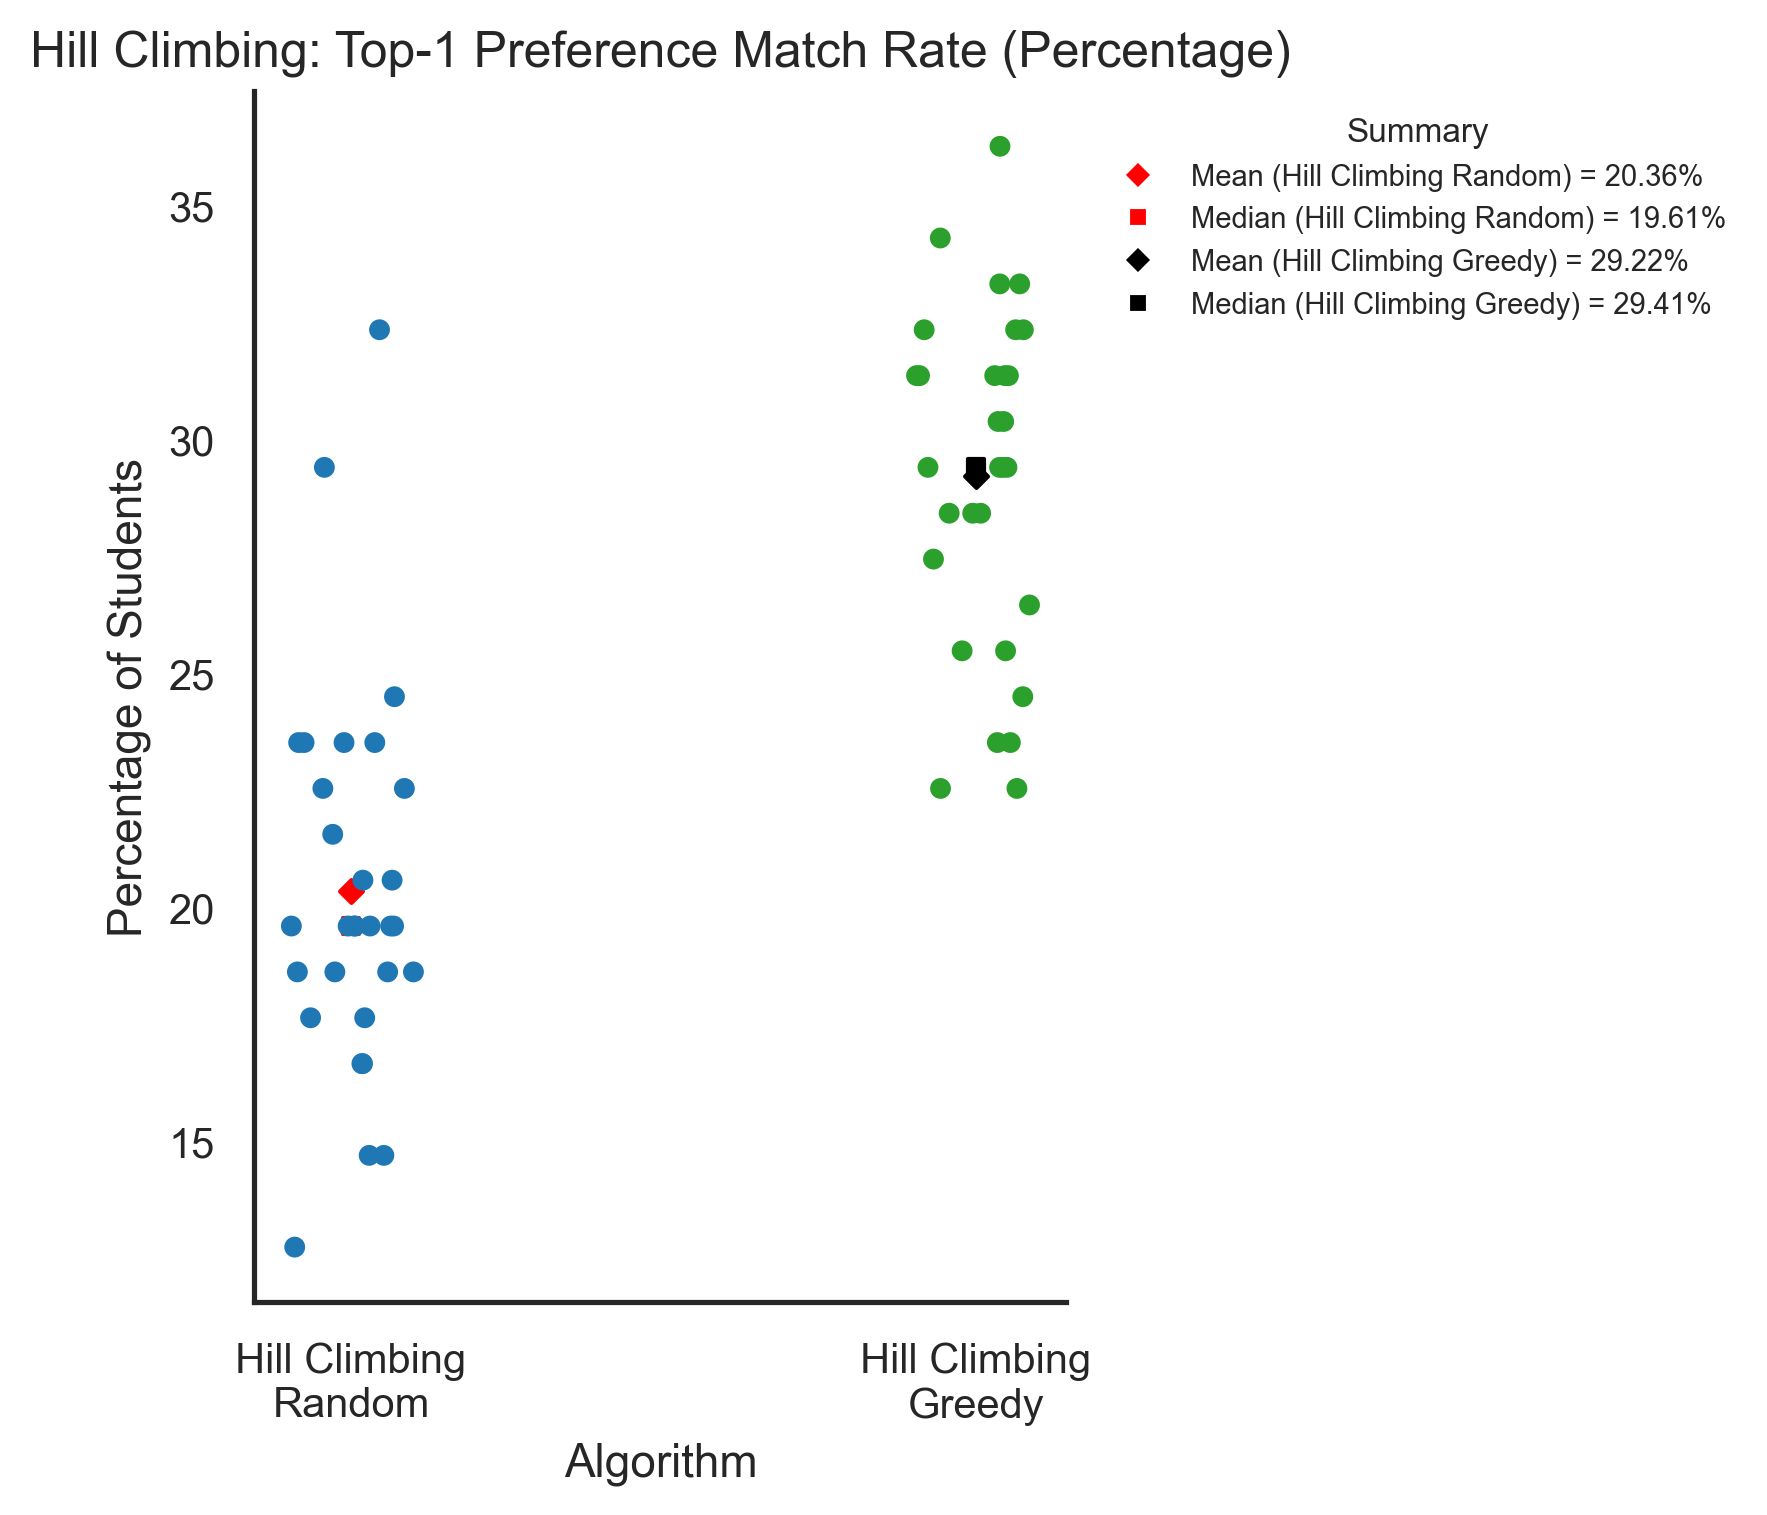 Hill Climbing: Top-1 Preference Match Rate (Percentage)
Summary
Mean (Hill Climbing Random) = 20.36%
Median (Hill Climbing Random) = 19.61%
Mean (Hill Climbing Greedy) = 29.22%
Median (Hill Climbing Greedy) = 29.41%
Percentage of Students
35
30
25
20
15
Hill Climbing
Random
Hill Climbing
Greedy
Algorithm